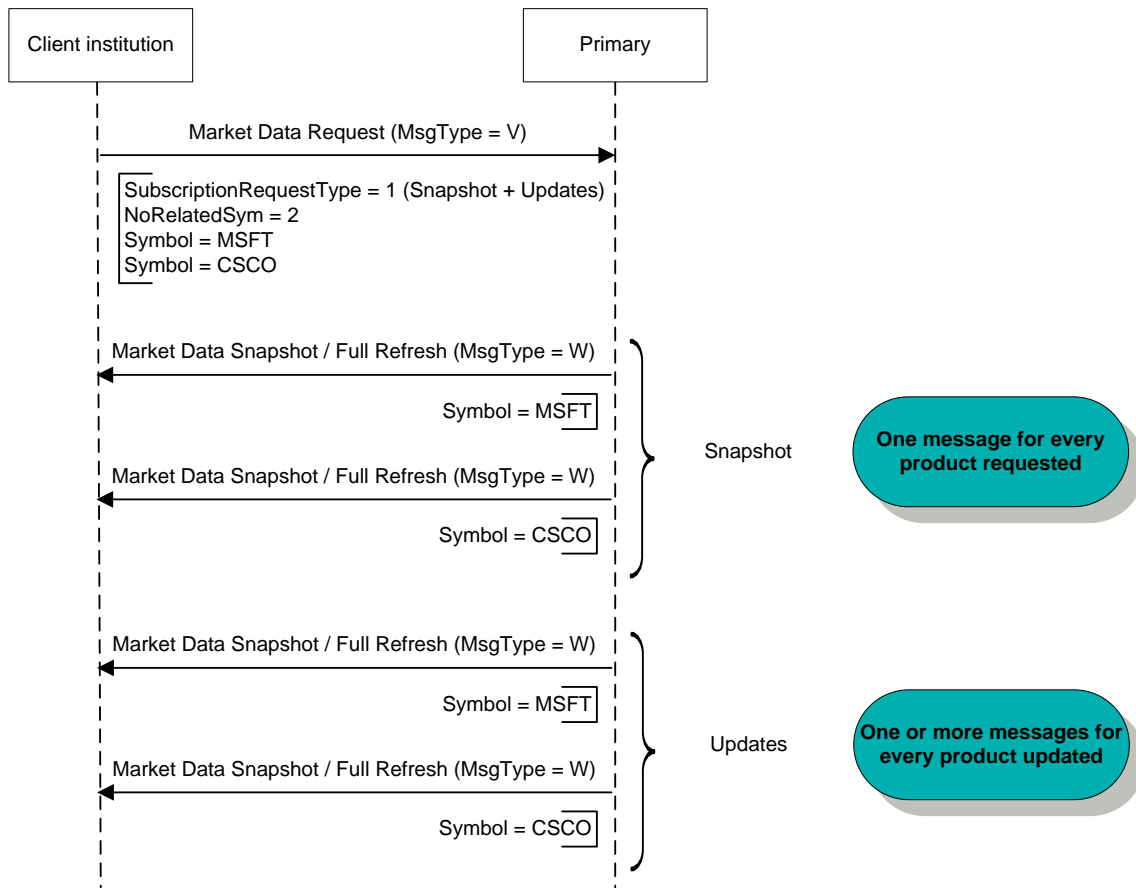 Client institution
Primary
Market Data Request (MsgType = V)
SubscriptionRequestType = 1 (Snapshot + Updates)
NoRelatedSym = 2
Symbol = MSFT
Symbol = CSCO
Market Data Snapshot / Full Refresh (MsgType = W)
Symbol = MSFT
Market Data Snapshot / Full Refresh (MsgType = W)
Symbol = CSCO
Snapshot
One message for every
product requested
Market Data Snapshot / Full Refresh (MsgType = W)
Symbol = MSFT
Market Data Snapshot / Full Refresh (MsgType = W)
Symbol = CSCO
Updates
One or more messages for
every product updated